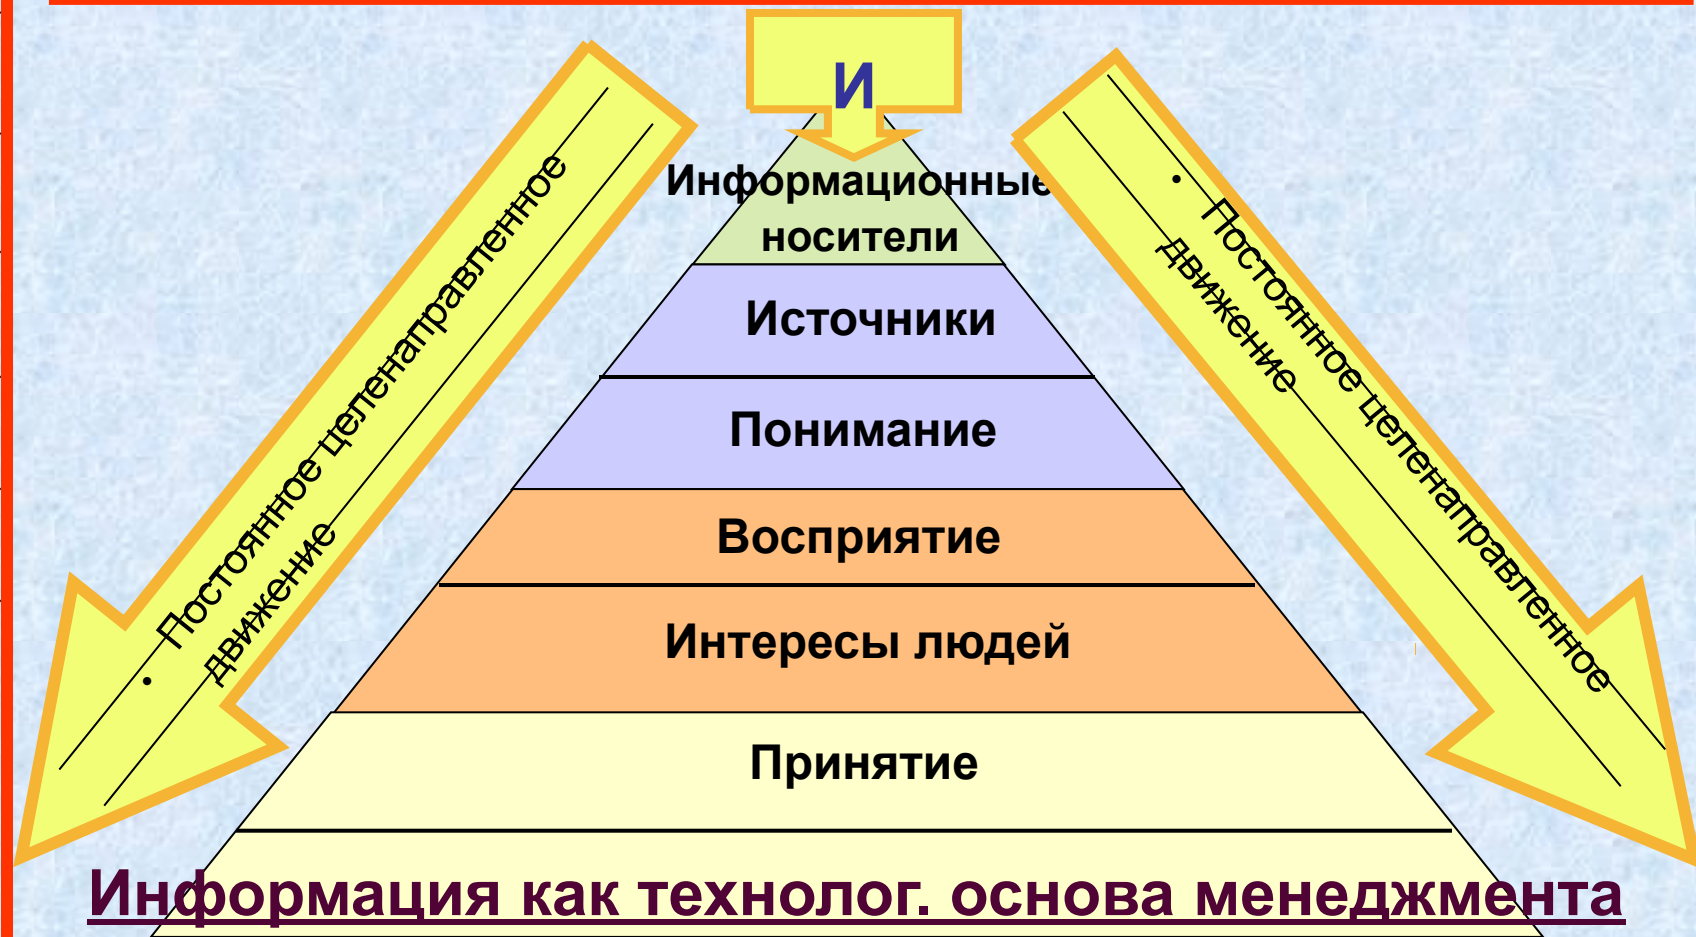 И
Информационные
носители
Источники
Понимание
Восприятие
Интересы людей
Принятие
Информация как технолог. основа менеджмента
• Постоянное целенаправленное
движение
• Постоянное целенаправленное
движение